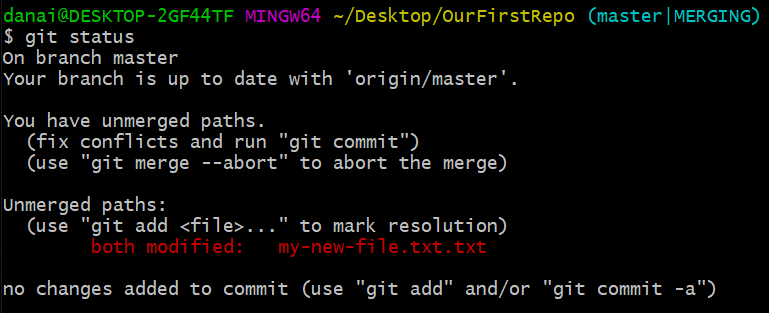 danai@DESKTOP-2GF44TF MINGW64 ~/Desktop/OurFirstRepo (master|MERGING)
$ git status
On branch master
Your branch is up to date with 'origin/master'.

You have unmerged paths.
  (fix conflicts and run "git commit")
  (use "git merge --abort" to abort the merge)

Unmerged paths:
  (use "git add <file>..." to mark resolution)
        both modified:   my-new-file.txt.txt

no changes added to commit (use "git add" and/or "git commit -a")